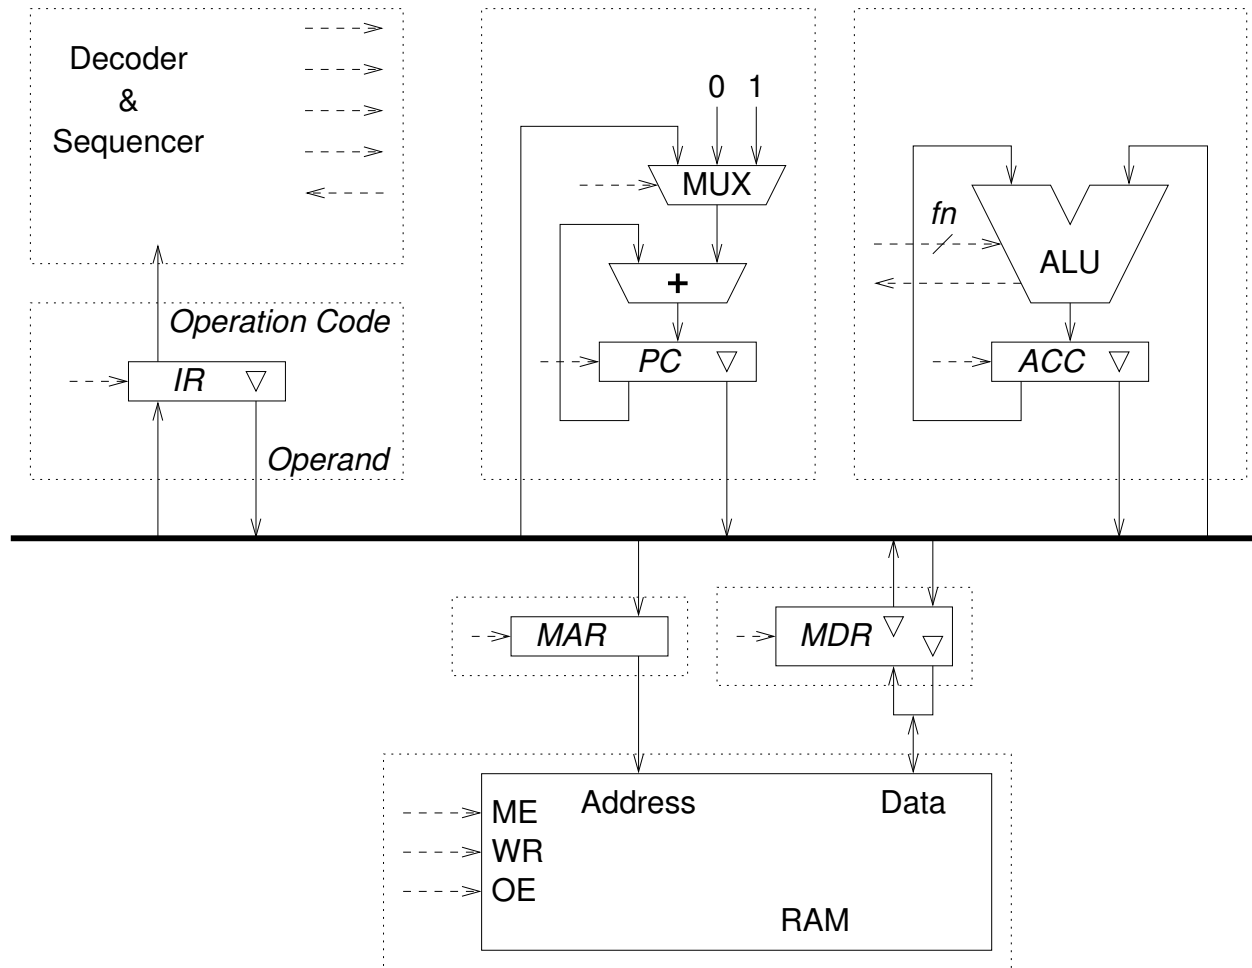 Decoder
&
Sequencer
Operation Code
IR
Operand
0 1
MUX
+
PC
fn
ALU
ACC
MAR
MDR
Address
Data
ME
WR
OE
RAM